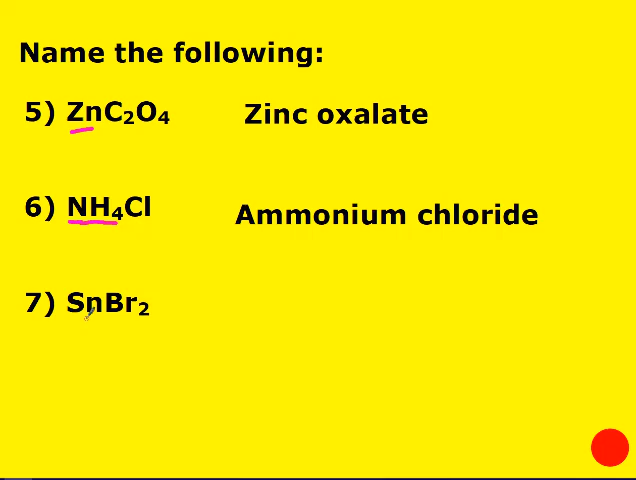 Name the following:
5) ZnC₂O₄ Zinc oxalate
6) NH₄Cl Ammonium chloride
7) SnBr₂